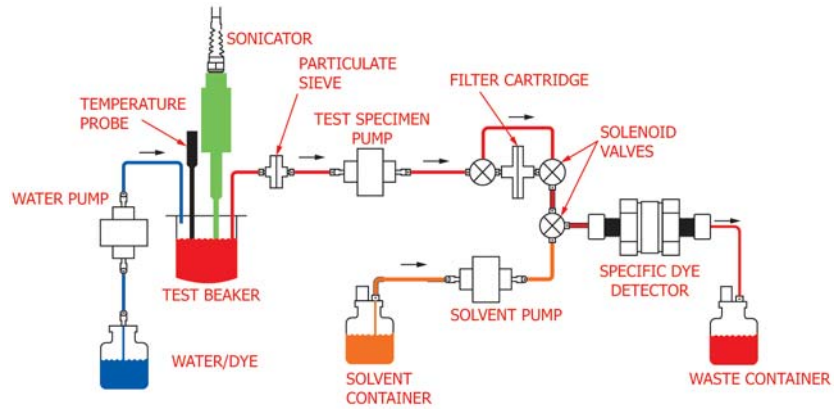 SONICATOR
PARTICULATE
SIEVE
FILTER CARTRIDGE
TEMPERATURE
PROBE
TEST SPECIMEN
PUMP
SOLENOID
VALVES
WATER PUMP
TEST BEAKER
SPECIFIC DYE
DETECTOR
SOLVENT PUMP
WATER/DYE
SOLVENT
CONTAINER
WASTE CONTAINER